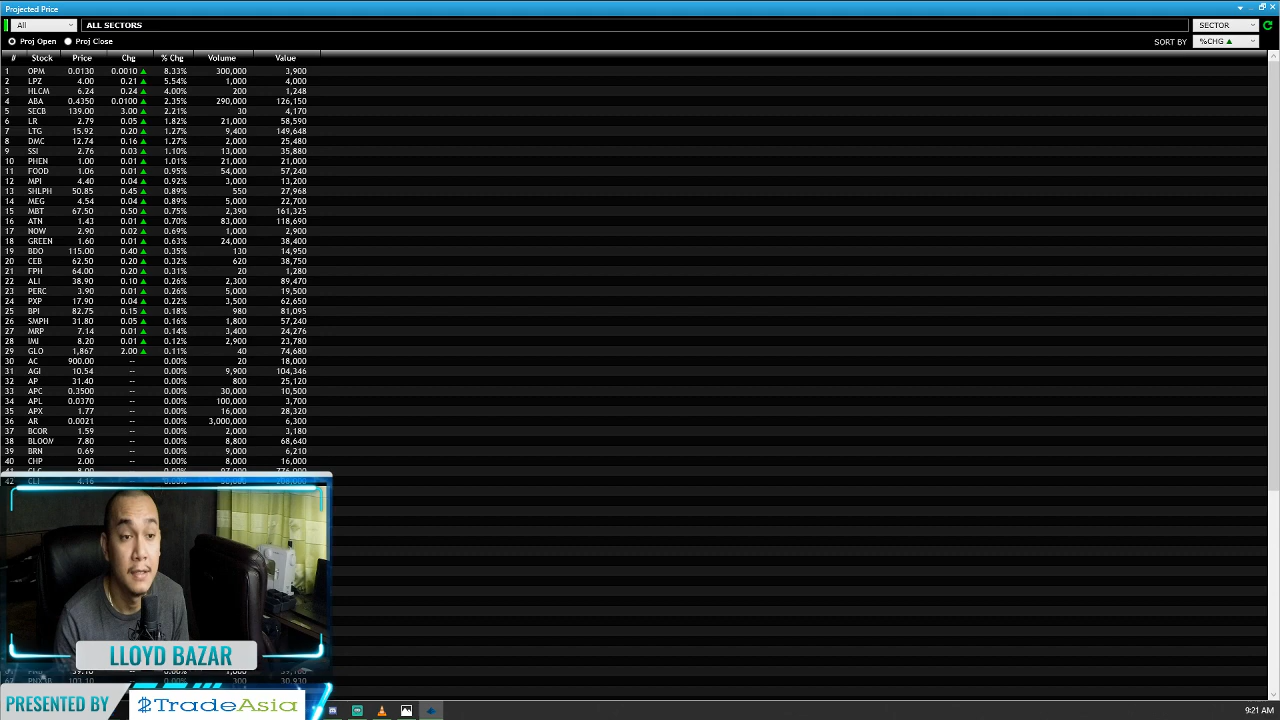 Projected Price
All ALL SECTORS SECTOR
Proj Open Proj Close SORT BY %CHG ▲
# Stock Price Chg % Chg Volume Value
1 OPM 0.0130 0.0010 ▲ 8.33% 300,000 3,900
2 LPZ 4.00 0.21 ▲ 5.54% 1,000 4,000
3 HLCM 6.24 0.24 ▲ 4.00% 200 1,248
4 ABA 0.4350 0.0100 ▲ 2.35% 290,000 126,150
5 SECB 139.00 3.00 ▲ 2.21% 30 4,170
6 LR 2.79 0.05 ▲ 1.82% 21,000 58,590
7 LTG 15.92 0.20 ▲ 1.27% 9,400 149,648
8 DMC 12.74 0.16 ▲ 1.27% 2,000 25,480
9 SSI 2.76 0.03 ▲ 1.10% 13,000 35,880
10 PHEN 1.00 0.01 ▲ 1.01% 21,000 21,000
11 FOOD 1.06 0.01 ▲ 0.95% 54,000 57,240
12 MPI 4.40 0.04 ▲ 0.92% 3,000 13,200
13 SHLPH 50.85 0.45 ▲ 0.89% 550 27,968
14 MEG 4.54 0.04 ▲ 0.89% 5,000 22,700
15 MBT 67.50 0.50 ▲ 0.75% 2,390 161,325
16 ATN 1.43 0.01 ▲ 0.70% 83,000 118,690
17 NOW 2.90 0.02 ▲ 0.69% 1,000 2,900
18 GREEN 1.60 0.01 ▲ 0.63% 24,000 38,400
19 BDO 115.00 0.40 ▲ 0.35% 130 14,950
20 CEB 62.50 0.20 ▲ 0.32% 620 38,750
21 FPH 64.00 0.20 ▲ 0.31% 20 1,280
22 ALI 38.90 0.10 ▲ 0.26% 2,300 89,470
23 PERC 3.90 0.01 ▲ 0.26% 5,000 19,500
24 PXP 17.90 0.04 ▲ 0.22% 3,500 62,650
25 BPI 82.75 0.15 ▲ 0.18% 980 81,095
26 SMPH 31.80 0.05 ▲ 0.16% 1,800 57,240
27 MRP 7.14 0.01 ▲ 0.14% 3,400 24,276
28 IMI 8.20 0.01 ▲ 0.12% 2,900 23,780
29 GLO 1,867 2.00 ▲ 0.11% 40 74,680
30 AC 900.00 -- 0.00% 20 18,000
31 AGI 10.54 -- 0.00% 9,900 104,346
32 AP 31.40 -- 0.00% 800 25,120
33 APC 0.3500 -- 0.00% 30,000 10,500
34 APL 0.0370 -- 0.00% 100,000 3,700
35 APX 1.77 -- 0.00% 16,000 28,320
36 AR 0.0021 -- 0.00% 3,000,000 6,300
37 BCOR 1.59 -- 0.00% 2,000 3,180
38 BLOOM 7.80 -- 0.00% 8,800 68,640
39 BRN 0.69 -- 0.00% 9,000 6,210
40 CHP 2.00 -- 0.00% 8,000 16,000
42 CLI 4.16 -- 0.00%
LLOYD BAZAR
PRESENTED BY $TradeAsia
9:21 AM